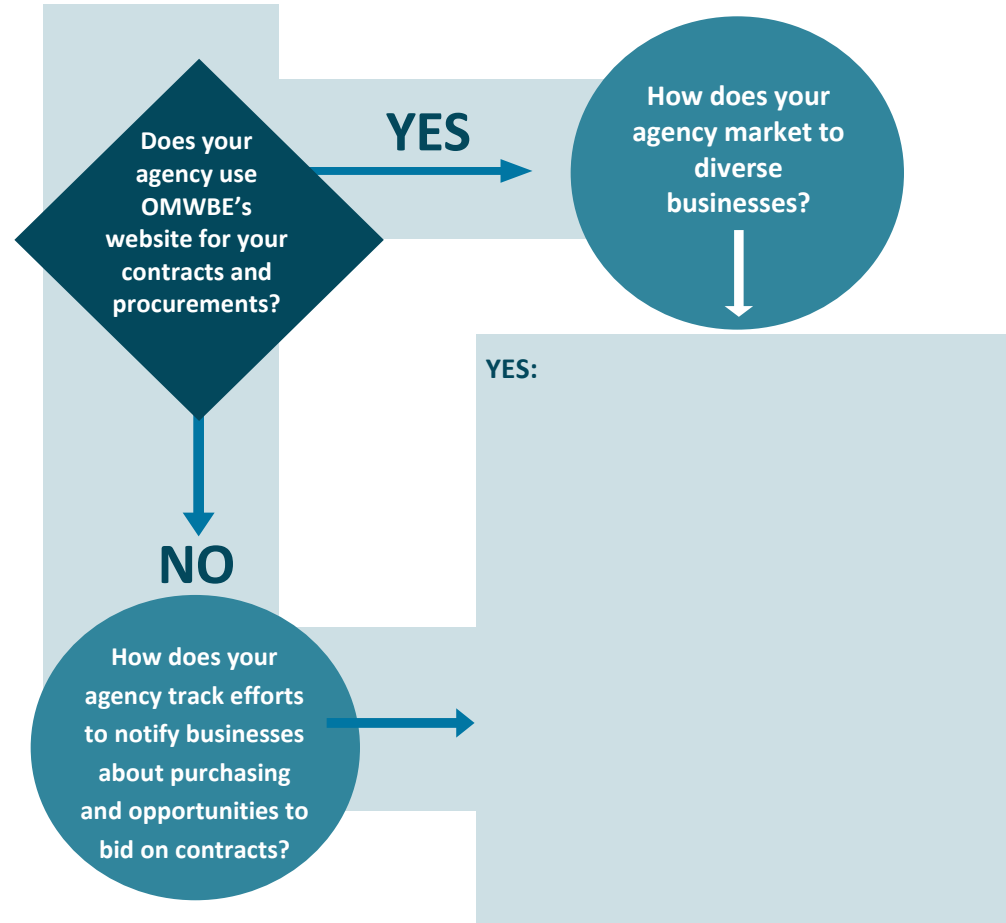 Does your
agency use
OMWBE’s
website for your
contracts and
procurements?
YES
How does your
agency market to
diverse
businesses?
YES:
NO
How does your
agency track efforts
to notify businesses
about purchasing
and opportunities to
bid on contracts?